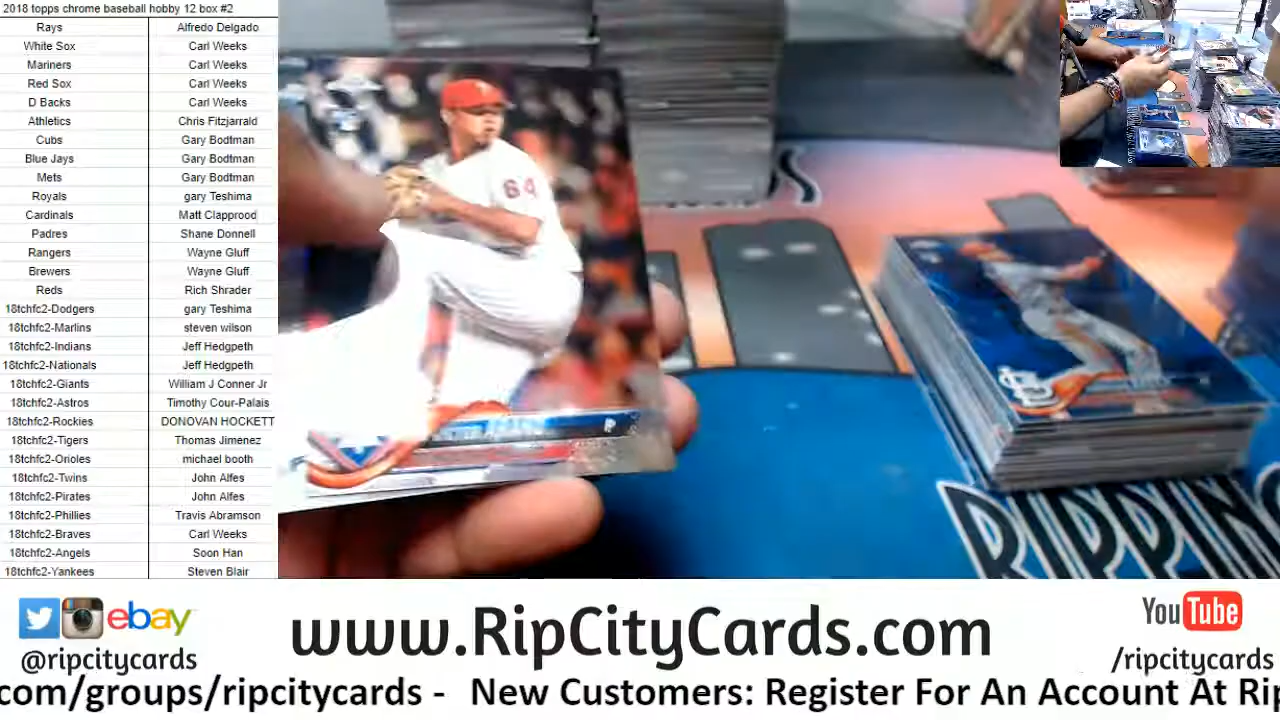 2018 topps chrome baseball hobby 12 box #2
Rays Alfredo Delgado
White Sox Carl Weeks
Mariners Carl Weeks
Red Sox Carl Weeks
D Backs Carl Weeks
Athletics Chris Fitzjarrald
Cubs Gary Bodtman
Blue Jays Gary Bodtman
Mets Gary Bodtman
Royals gary Teshima
Cardinals Matt Clapprood
Padres Shane Donnell
Rangers Wayne Gluff
Brewers Wayne Gluff
Reds Rich Shrader
18tchfc2-Dodgers gary Teshima
18tchfc2-Marlins steven wilson
18tchfc2-Indians Jeff Hedgpeth
18tchfc2-Nationals Jeff Hedgpeth
18tchfc2-Giants William J Conner Jr
18tchfc2-Astros Timothy Cour-Palais
18tchfc2-Rockies DONOVAN HOCKETT
18tchfc2-Tigers Thomas Jimenez
18tchfc2-Orioles michael booth
18tchfc2-Twins John Alfes
18tchfc2-Pirates John Alfes
18tchfc2-Phillies Travis Abramson
18tchfc2-Braves Carl Weeks
18tchfc2-Angels Soon Han
18tchfc2-Yankees Steven Blair
64
P
RIPPING
ebay
@ripcitycards
www.RipCityCards.com
YouTube
/ripcitycards
com/groups/ripcitycards - New Customers: Register For An Account At Rip